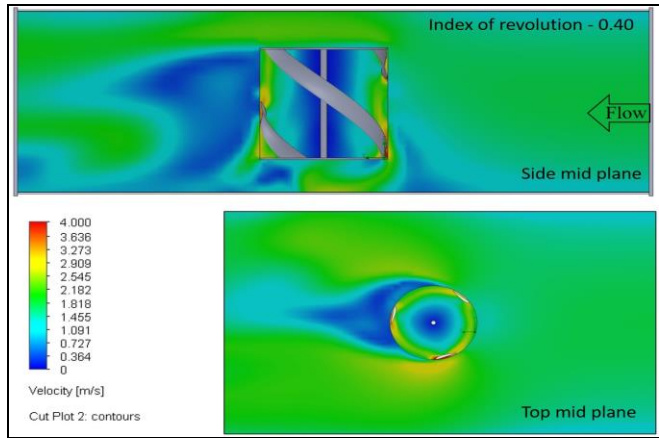 Index of revolution - 0.40
Flow
Side mid plane
4.000
3.636
3.273
2.909
2.545
2.182
1.818
1.455
1.091
0.727
0.364
0
Velocity [m/s]
Cut Plot 2: contours
Top mid plane